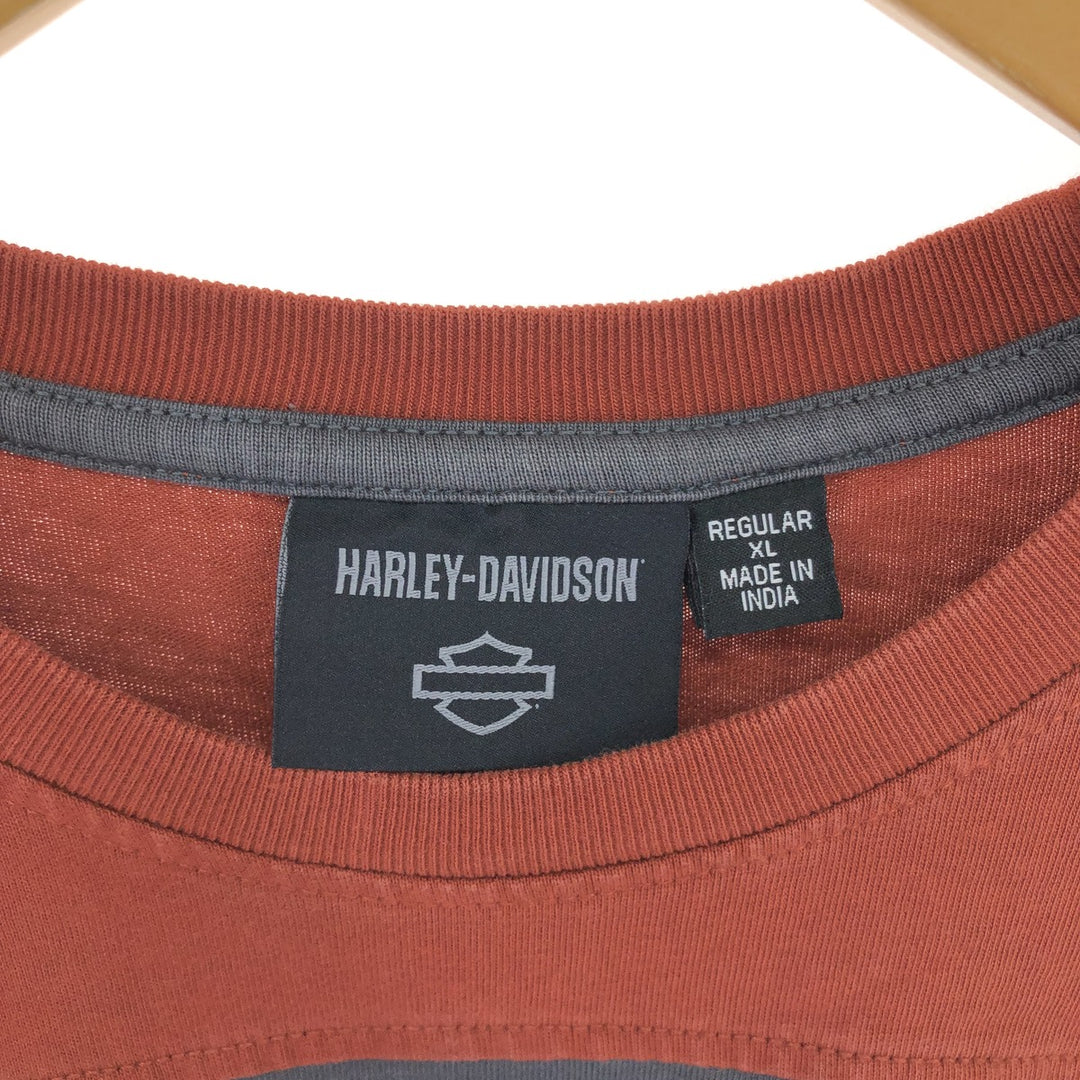 HARLEY-DAVIDSON
REGULAR
XL
MADE IN
INDIA